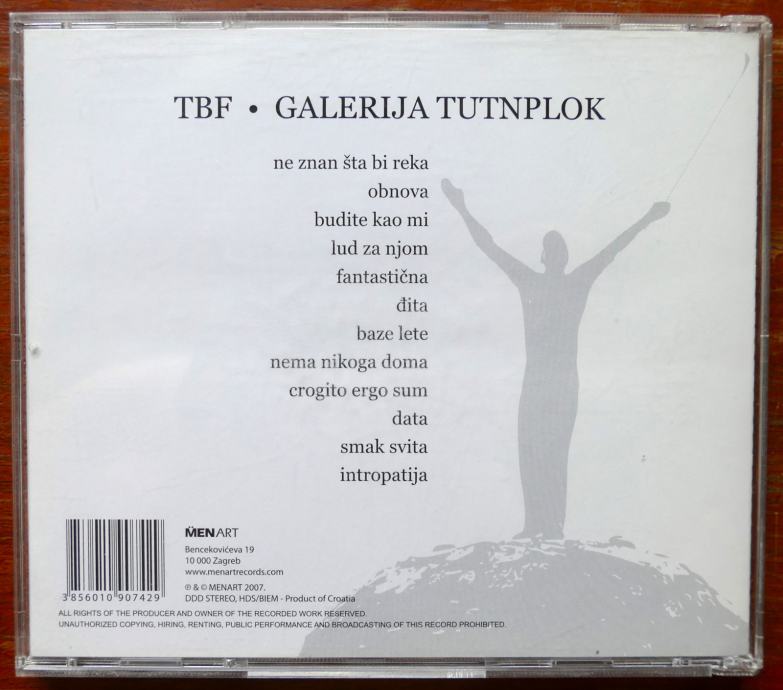 TBF • GALERIJA TUTNPLOK
ne znan šta bi reka
obnova
budite kao mi
lud za njom
fantastična
đita
baze lete
nema nikoga doma
crogito ergo sum
data
smak svita
intropatija
MENART
Bencekovićeva 19
10 000 Zagreb
www.menartrecords.com
℗ & © MENART 2007.
DDD STEREO, HDS/BIEM - Product of Croatia
3 856010 907429
ALL RIGHTS OF THE PRODUCER AND OWNER OF THE RECORDED WORK RESERVED.
UNAUTHORIZED COPYING, HIRING, RENTING, PUBLIC PERFORMANCE AND BROADCASTING OF THIS RECORD PROHIBITED.